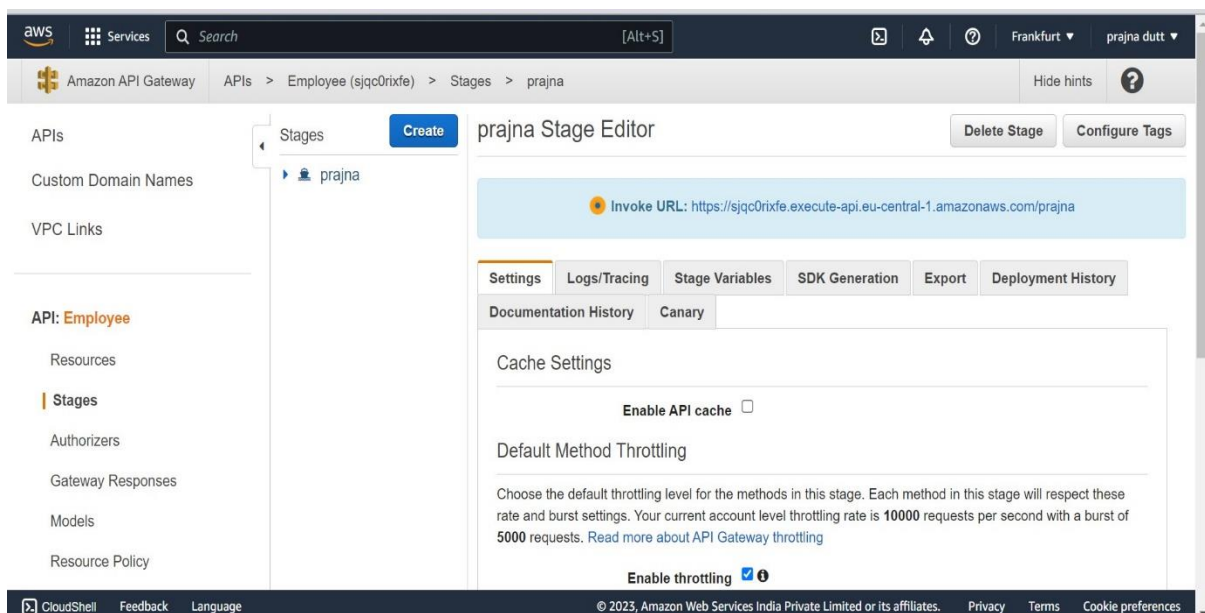 aws Services Search [Alt+S] Frankfurt ▼ prajna dutt ▼
Amazon API Gateway APIs > Employee (sjqc0rixfe) > Stages > prajna Hide hints ?
APIs
Custom Domain Names
VPC Links
API: Employee
Resources
Stages
Authorizers
Gateway Responses
Models
Resource Policy
Stages Create
prajna
prajna Stage Editor Delete Stage Configure Tags
Invoke URL: https://sjqc0rixfe.execute-api.eu-central-1.amazonaws.com/prajna
Settings Logs/Tracing Stage Variables SDK Generation Export Deployment History
Documentation History Canary
Cache Settings
Enable API cache
Default Method Throttling
Choose the default throttling level for the methods in this stage. Each method in this stage will respect these
rate and burst settings. Your current account level throttling rate is 10000 requests per second with a burst of
5000 requests. Read more about API Gateway throttling
Enable throttling
CloudShell Feedback Language © 2023, Amazon Web Services India Private Limited or its affiliates. Privacy Terms Cookie preferences